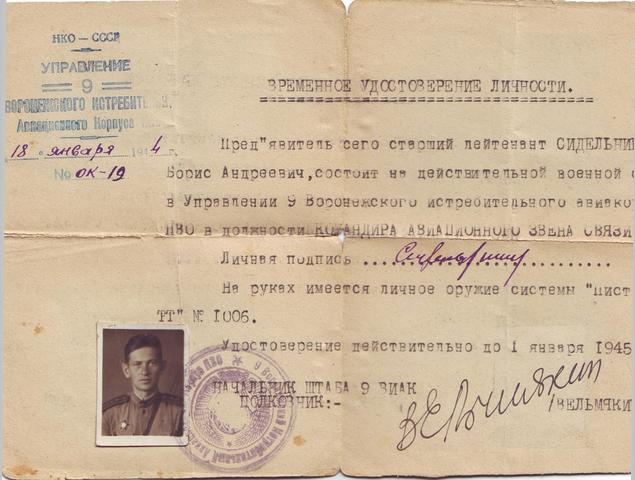 НКО — СССР
УПРАВЛЕНИЕ
9
ВОРОНЕЖСКОГО ИСТРЕБИТЕЛЬН.
Авиационного Корпуса
18 января 1944 г.
№ ОК-19
ВРЕМЕННОЕ УДОСТОВЕРЕНИЕ ЛИЧНОСТИ.
Пред"явитель сего старший лейтенант СИДЕЛЬНИ
Борис Андреевич, состоит на действительной военной с
в Управлении 9 Воронежского истребительного авиако
ПВО в должности КОМАНДИРА АВИАЦИОННОГО ЗВЕНА СВЯЗИ
Личная подпись
На руках имеется личное оружие системы "пист
ТТ" № 1006.
Удостоверение действительно до 1 января 1945
НАЧАЛЬНИК ШТАБА 9 ВИАК
ПОЛКОВНИК:-
/ВЕЛЬМЯКИ